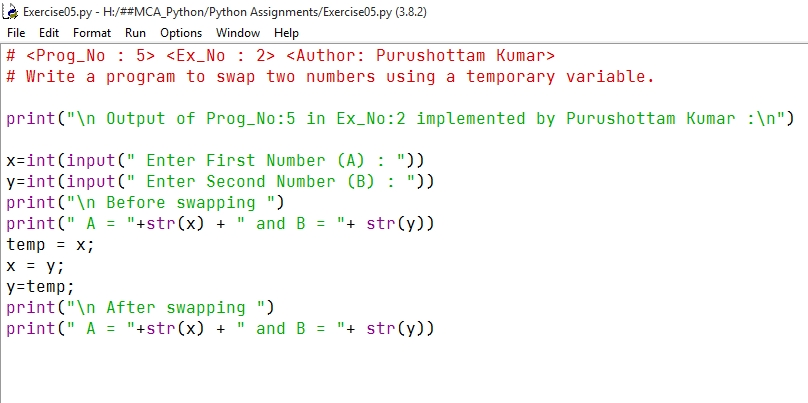 Exercise05.py - H:/##MCA_Python/Python Assignments/Exercise05.py (3.8.2)
File Edit Format Run Options Window Help
# <Prog_No : 5> <Ex_No : 2> <Author: Purushottam Kumar>
# Write a program to swap two numbers using a temporary variable.
print("\n Output of Prog_No:5 in Ex_No:2 implemented by Purushottam Kumar :\n")
x=int(input(" Enter First Number (A) : "))
y=int(input(" Enter Second Number (B) : "))
print("\n Before swapping ")
print(" A = "+str(x) + " and B = "+ str(y))
temp = x;
x = y;
y=temp;
print("\n After swapping ")
print(" A = "+str(x) + " and B = "+ str(y))